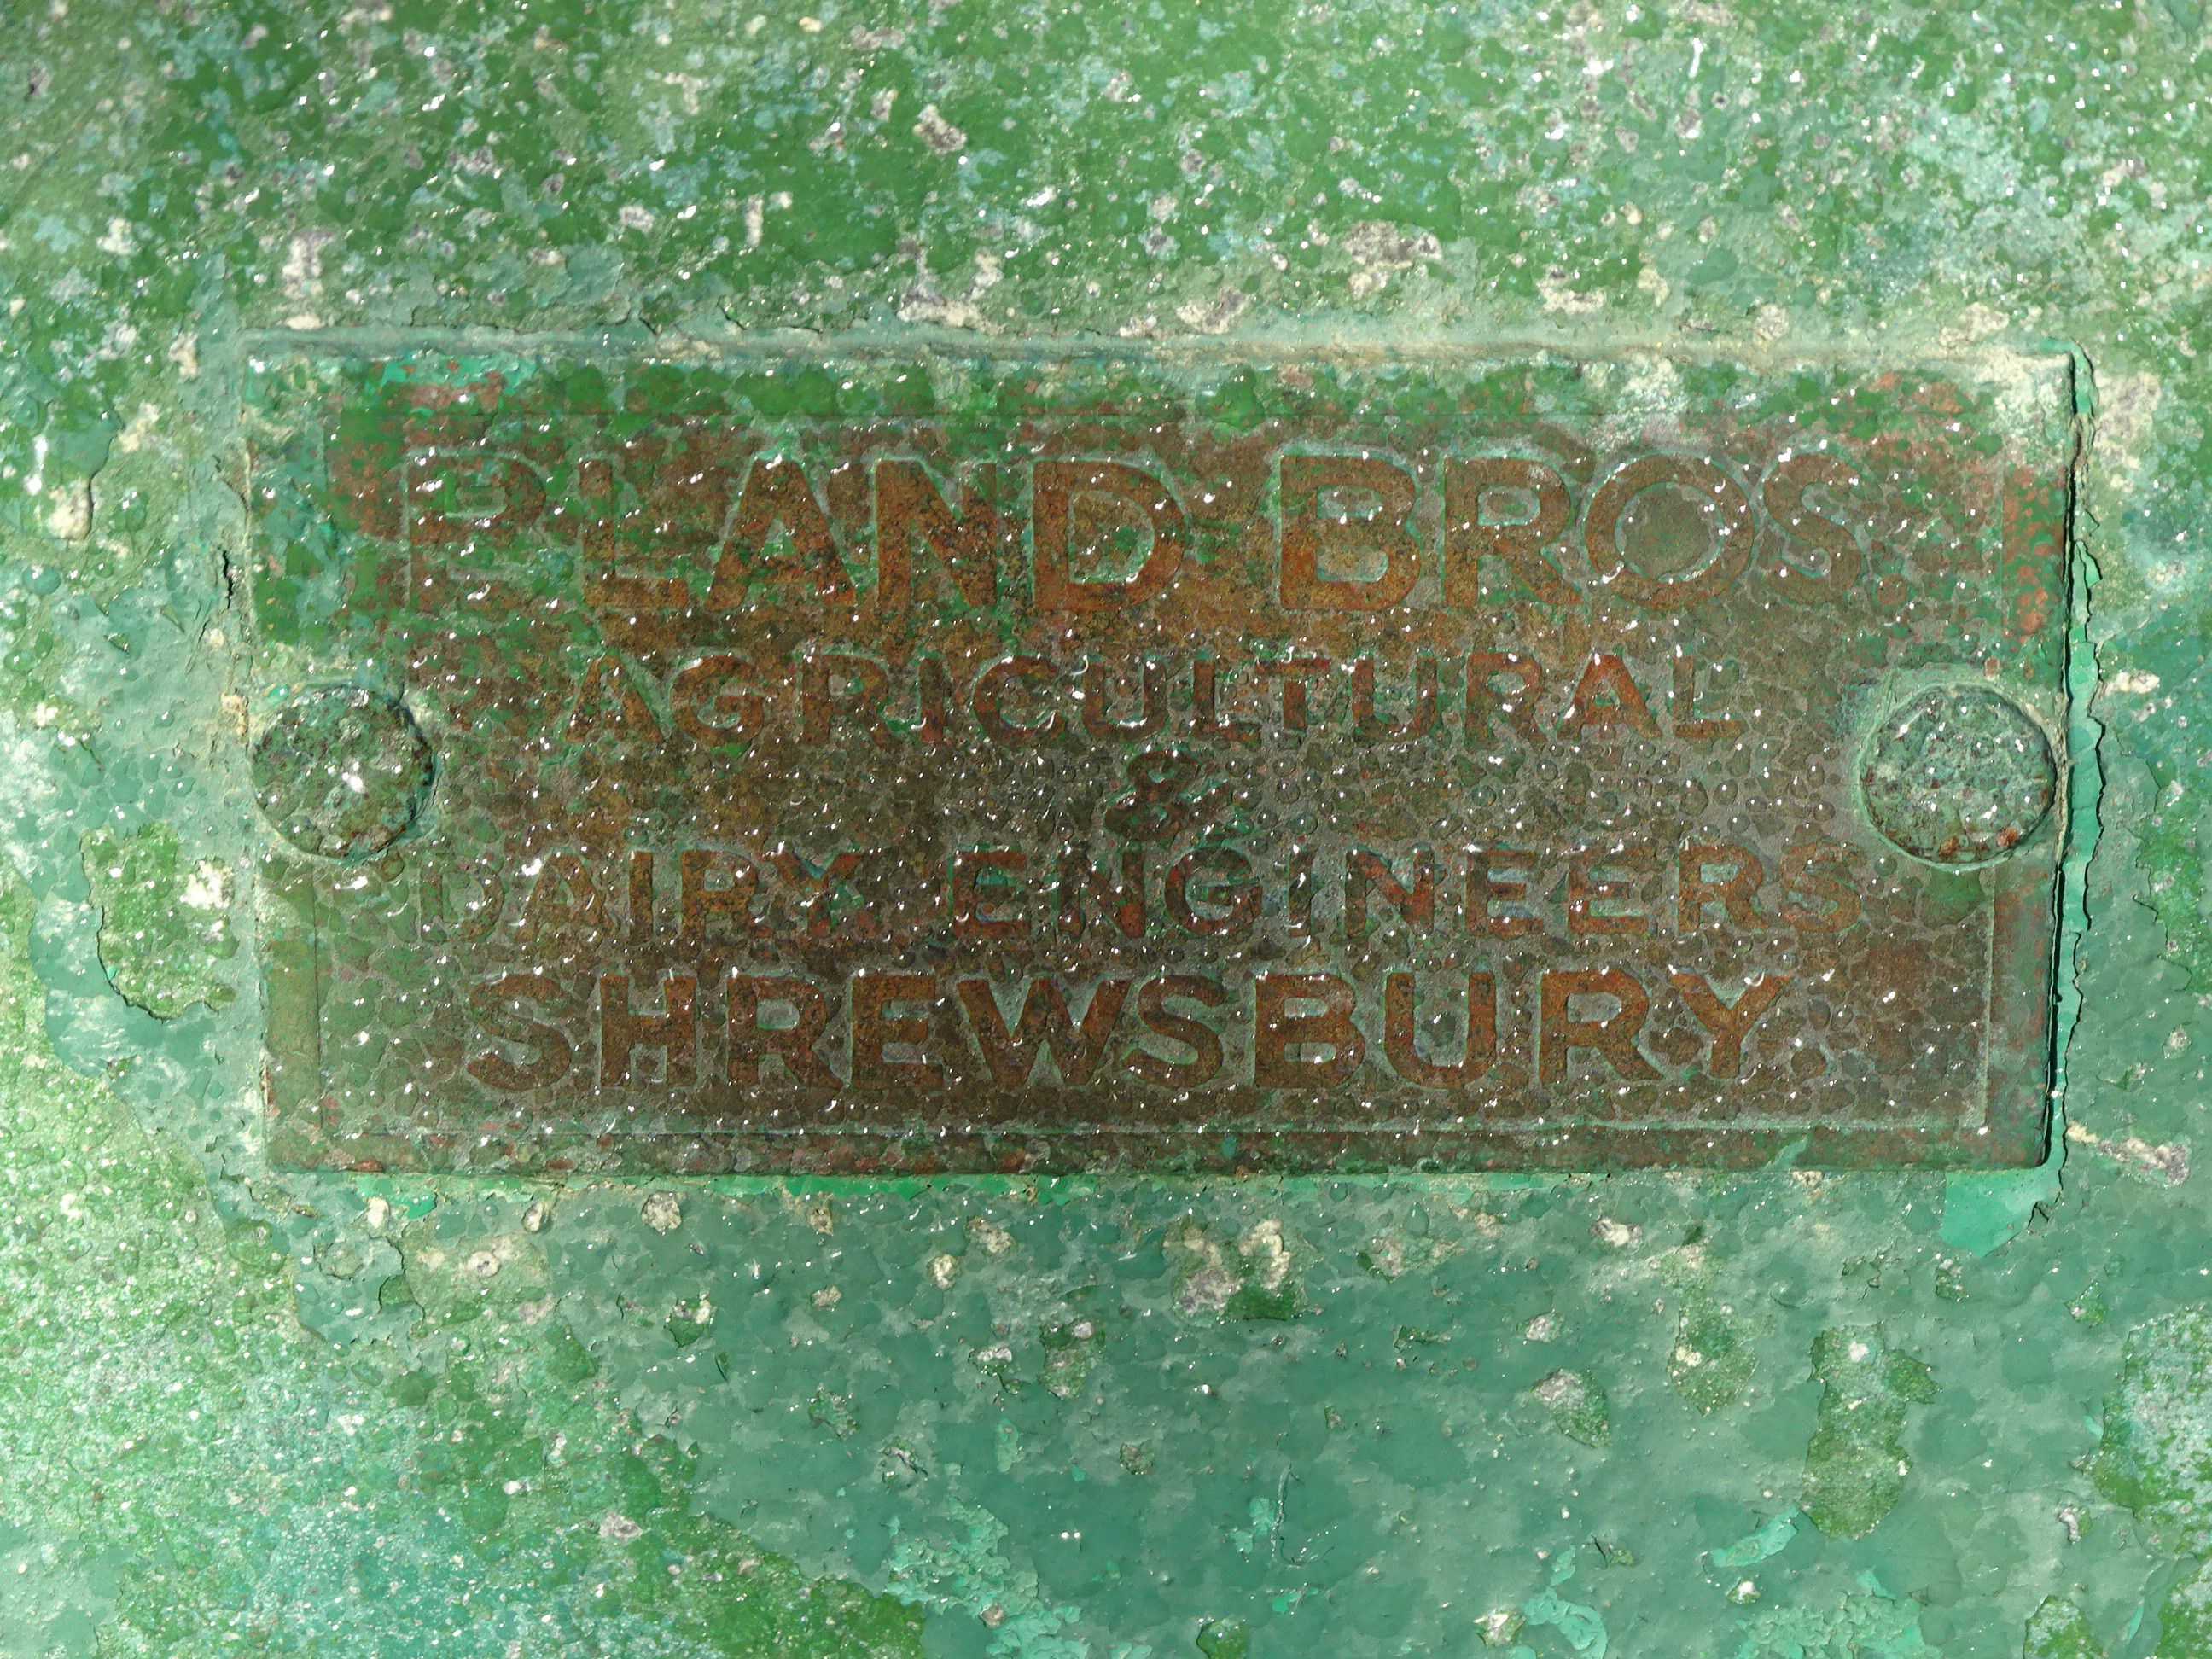 PLAND BROS
AGRICULTURAL
&
DAIRY ENGINEERS
SHREWSBURY